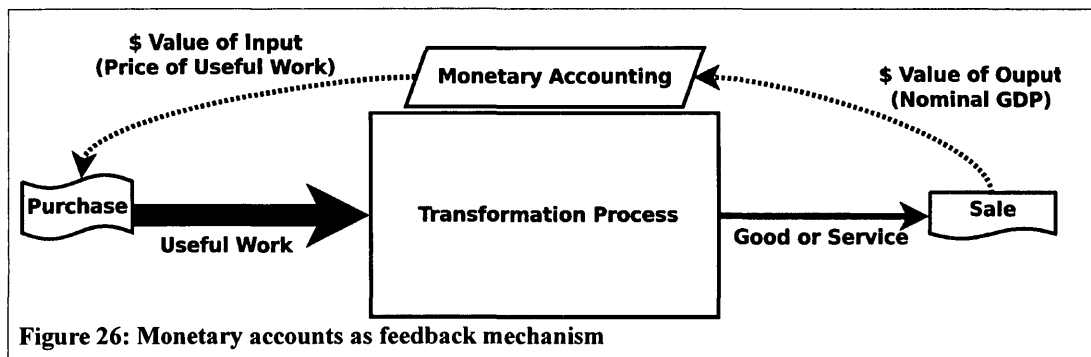 $ Value of Input
(Price of Useful Work)
Monetary Accounting
$ Value of Ouput
(Nominal GDP)
Purchase
Useful Work
Transformation Process
Good or Service
Sale
Figure 26: Monetary accounts as feedback mechanism